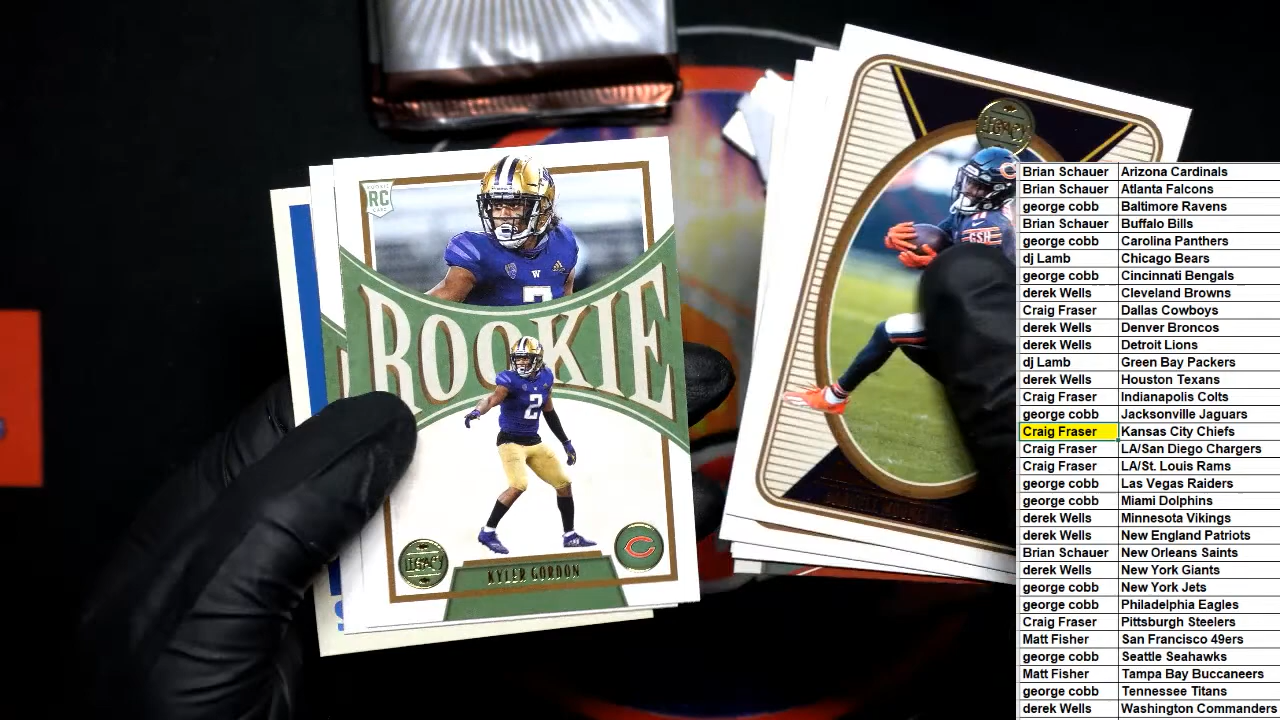 LEGACY
ROOKIE
RC
CARD
W
ROOKIE
2
LEGACY
KYLER GORDON
C
GSH
Brian Schauer Arizona Cardinals
Brian Schauer Atlanta Falcons
george cobb Baltimore Ravens
Brian Schauer Buffalo Bills
george cobb Carolina Panthers
dj Lamb Chicago Bears
george cobb Cincinnati Bengals
derek Wells Cleveland Browns
Craig Fraser Dallas Cowboys
derek Wells Denver Broncos
derek Wells Detroit Lions
dj Lamb Green Bay Packers
derek Wells Houston Texans
Craig Fraser Indianapolis Colts
george cobb Jacksonville Jaguars
Craig Fraser Kansas City Chiefs
Craig Fraser LA/San Diego Chargers
Craig Fraser LA/St. Louis Rams
george cobb Las Vegas Raiders
george cobb Miami Dolphins
derek Wells Minnesota Vikings
derek Wells New England Patriots
Brian Schauer New Orleans Saints
derek Wells New York Giants
george cobb New York Jets
george cobb Philadelphia Eagles
Craig Fraser Pittsburgh Steelers
Matt Fisher San Francisco 49ers
george cobb Seattle Seahawks
Matt Fisher Tampa Bay Buccaneers
george cobb Tennessee Titans
derek Wells Washington Commanders